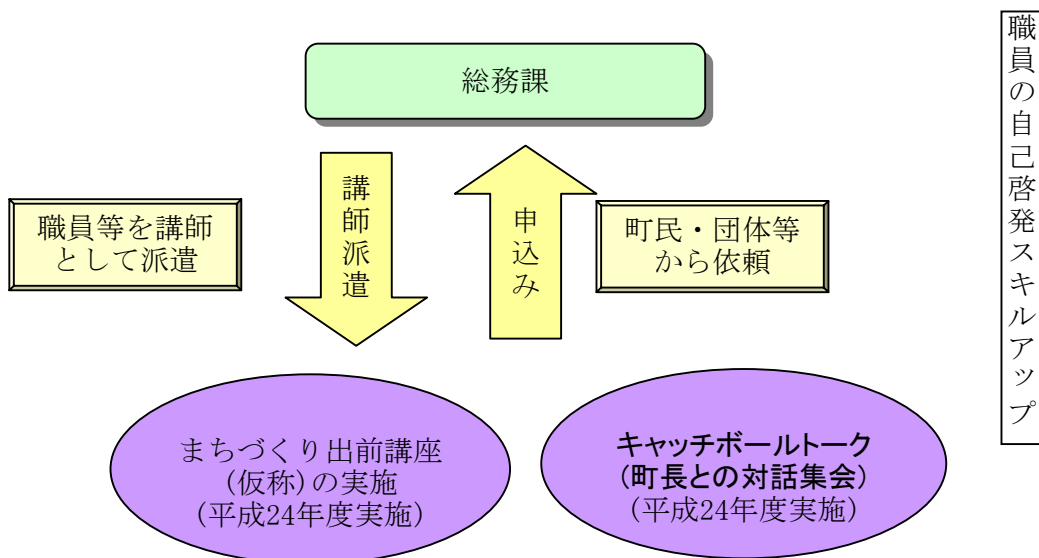 総務課
職員等を講師
として派遣
講師派遣
申込み
町民・団体等
から依頼
まちづくり出前講座
(仮称)の実施
(平成24年度実施)
キャッチボールトーク
(町長との対話集会)
(平成24年度実施)
職員の自己啓発スキルアップ